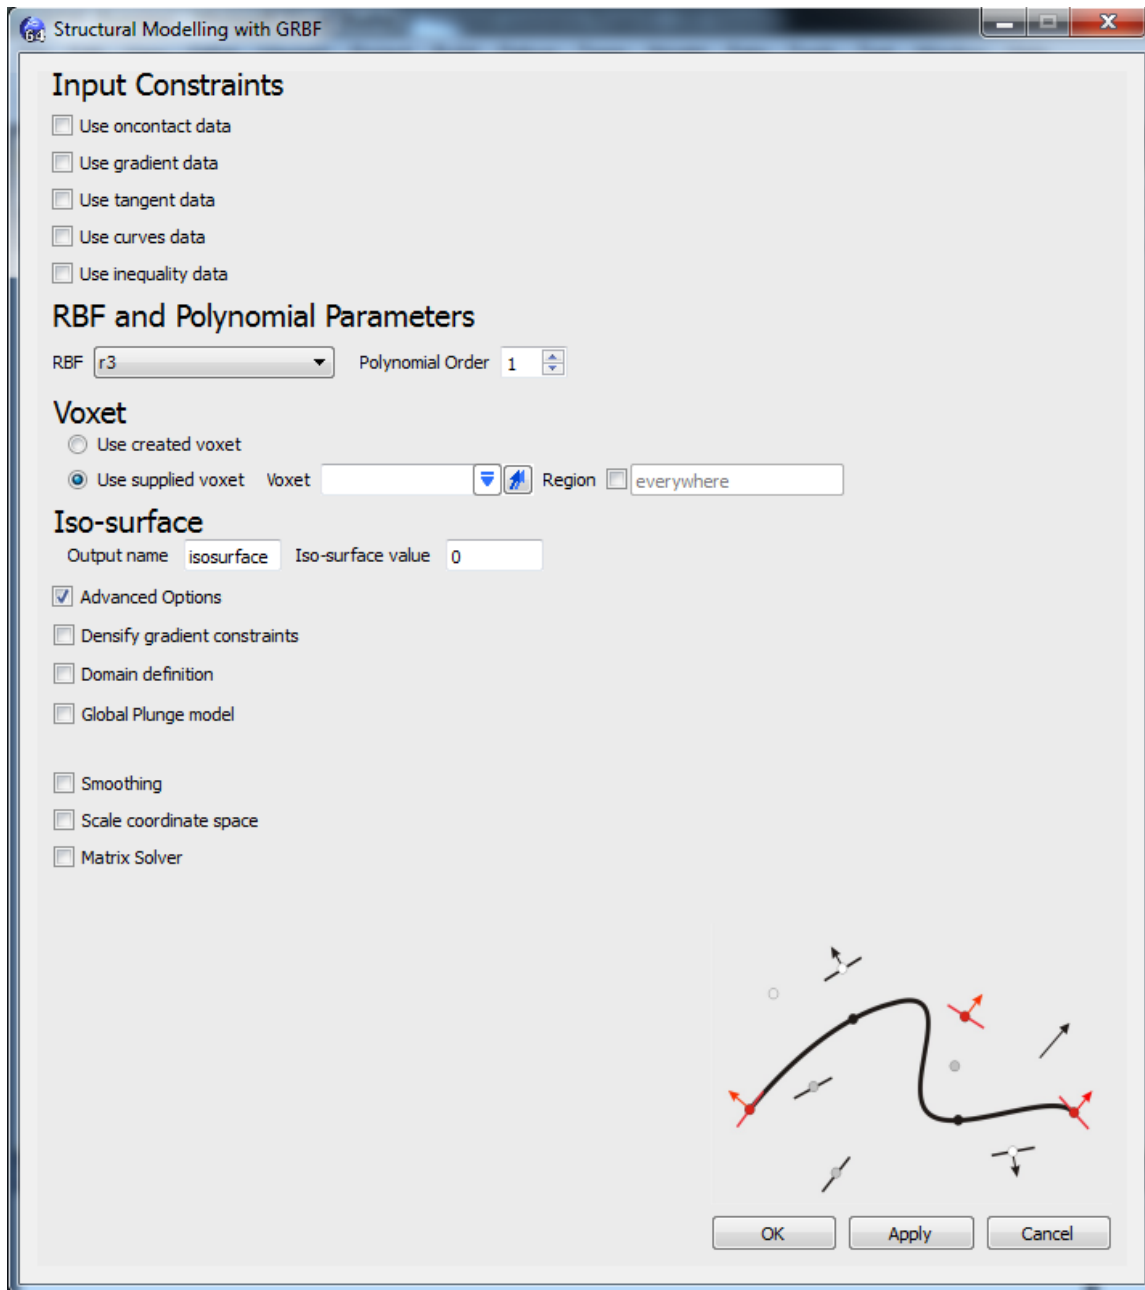 64 Structural Modelling with GRBF
Input Constraints
Use oncontact data
Use gradient data
Use tangent data
Use curves data
Use inequality data
RBF and Polynomial Parameters
RBF r3 Polynomial Order 1
Voxet
Use created voxet
Use supplied voxet Voxet Region everywhere
Iso-surface
Output name isosurface Iso-surface value 0
Advanced Options
Densify gradient constraints
Domain definition
Global Plunge model
Smoothing
Scale coordinate space
Matrix Solver
OK Apply Cancel